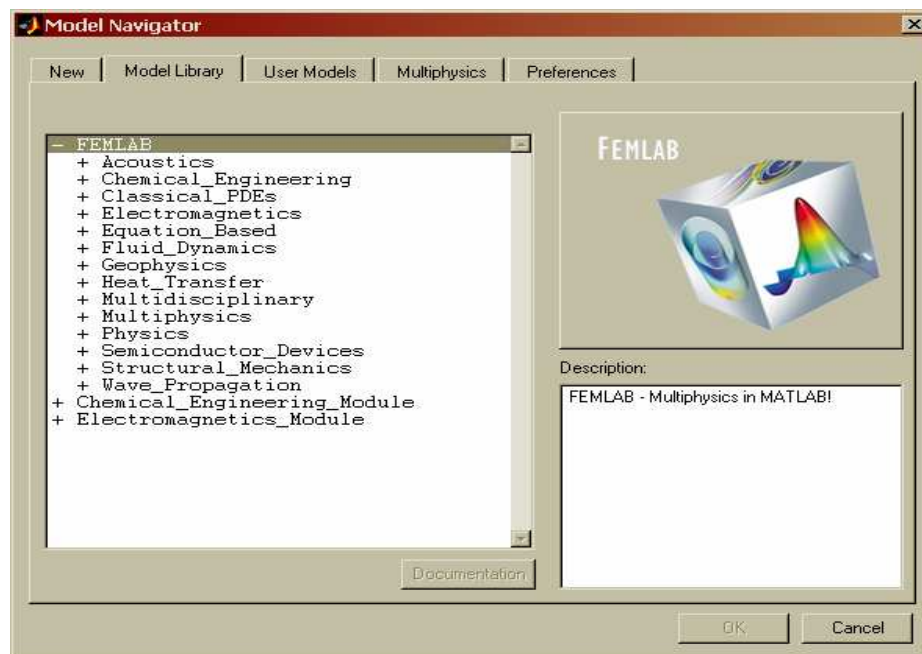 Model Navigator
New Model Library User Models Multiphysics Preferences
- FEMLAB
+ Acoustics
+ Chemical_Engineering
+ Classical_PDEs
+ Electromagnetics
+ Equation_Based
+ Fluid_Dynamics
+ Geophysics
+ Heat_Transfer
+ Multidisciplinary
+ Multiphysics
+ Physics
+ Semiconductor_Devices
+ Structural_Mechanics
+ Wave_Propagation
+ Chemical_Engineering_Module
+ Electromagnetics_Module
Documentation
FEMLAB
Description:
FEMLAB - Multiphysics in MATLAB!
OK Cancel